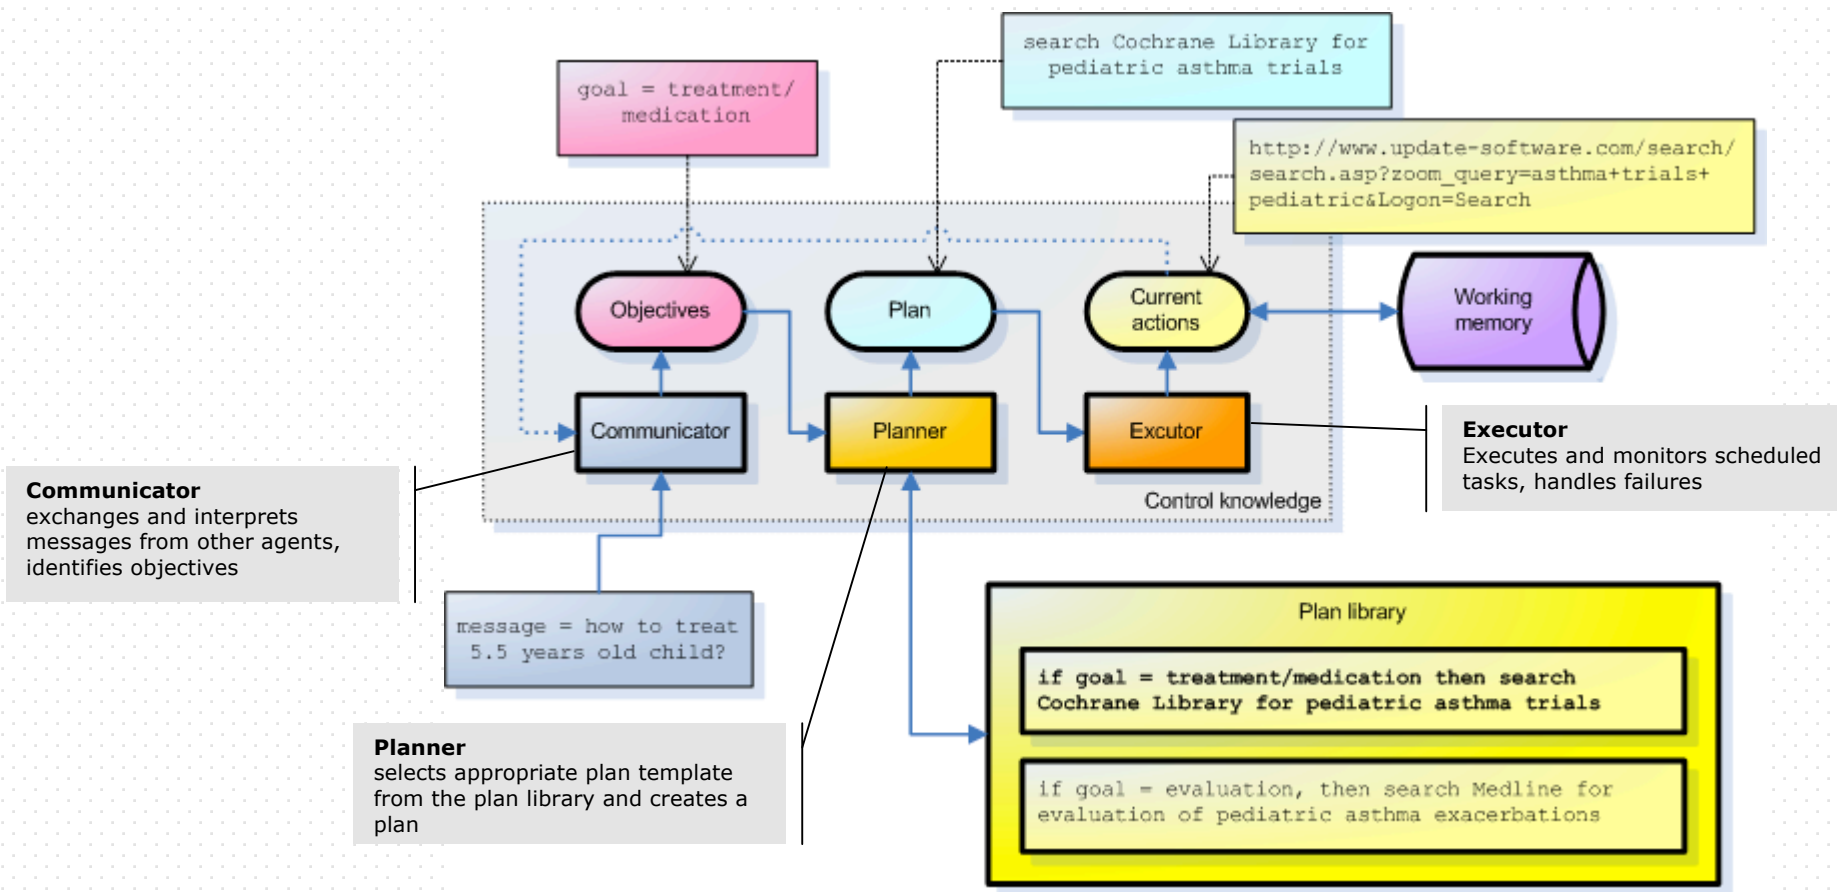 search Cochrane Library for
pediatric asthma trials
goal = treatment/
medication
http://www.update-software.com/search/
search.asp?zoom_query=asthma+trials+
pediatric&Logon=Search
Objectives
Plan
Current
actions
Working
memory
Communicator
Planner
Excutor
Control knowledge
Executor
Executes and monitors scheduled
tasks, handles failures
Communicator
exchanges and interprets
messages from other agents,
identifies objectives
message = how to treat
5.5 years old child?
Planner
selects appropriate plan template
from the plan library and creates a
plan
Plan library
if goal = treatment/medication then search
Cochrane Library for pediatric asthma trials
if goal = evaluation, then search Medline for
evaluation of pediatric asthma exacerbations